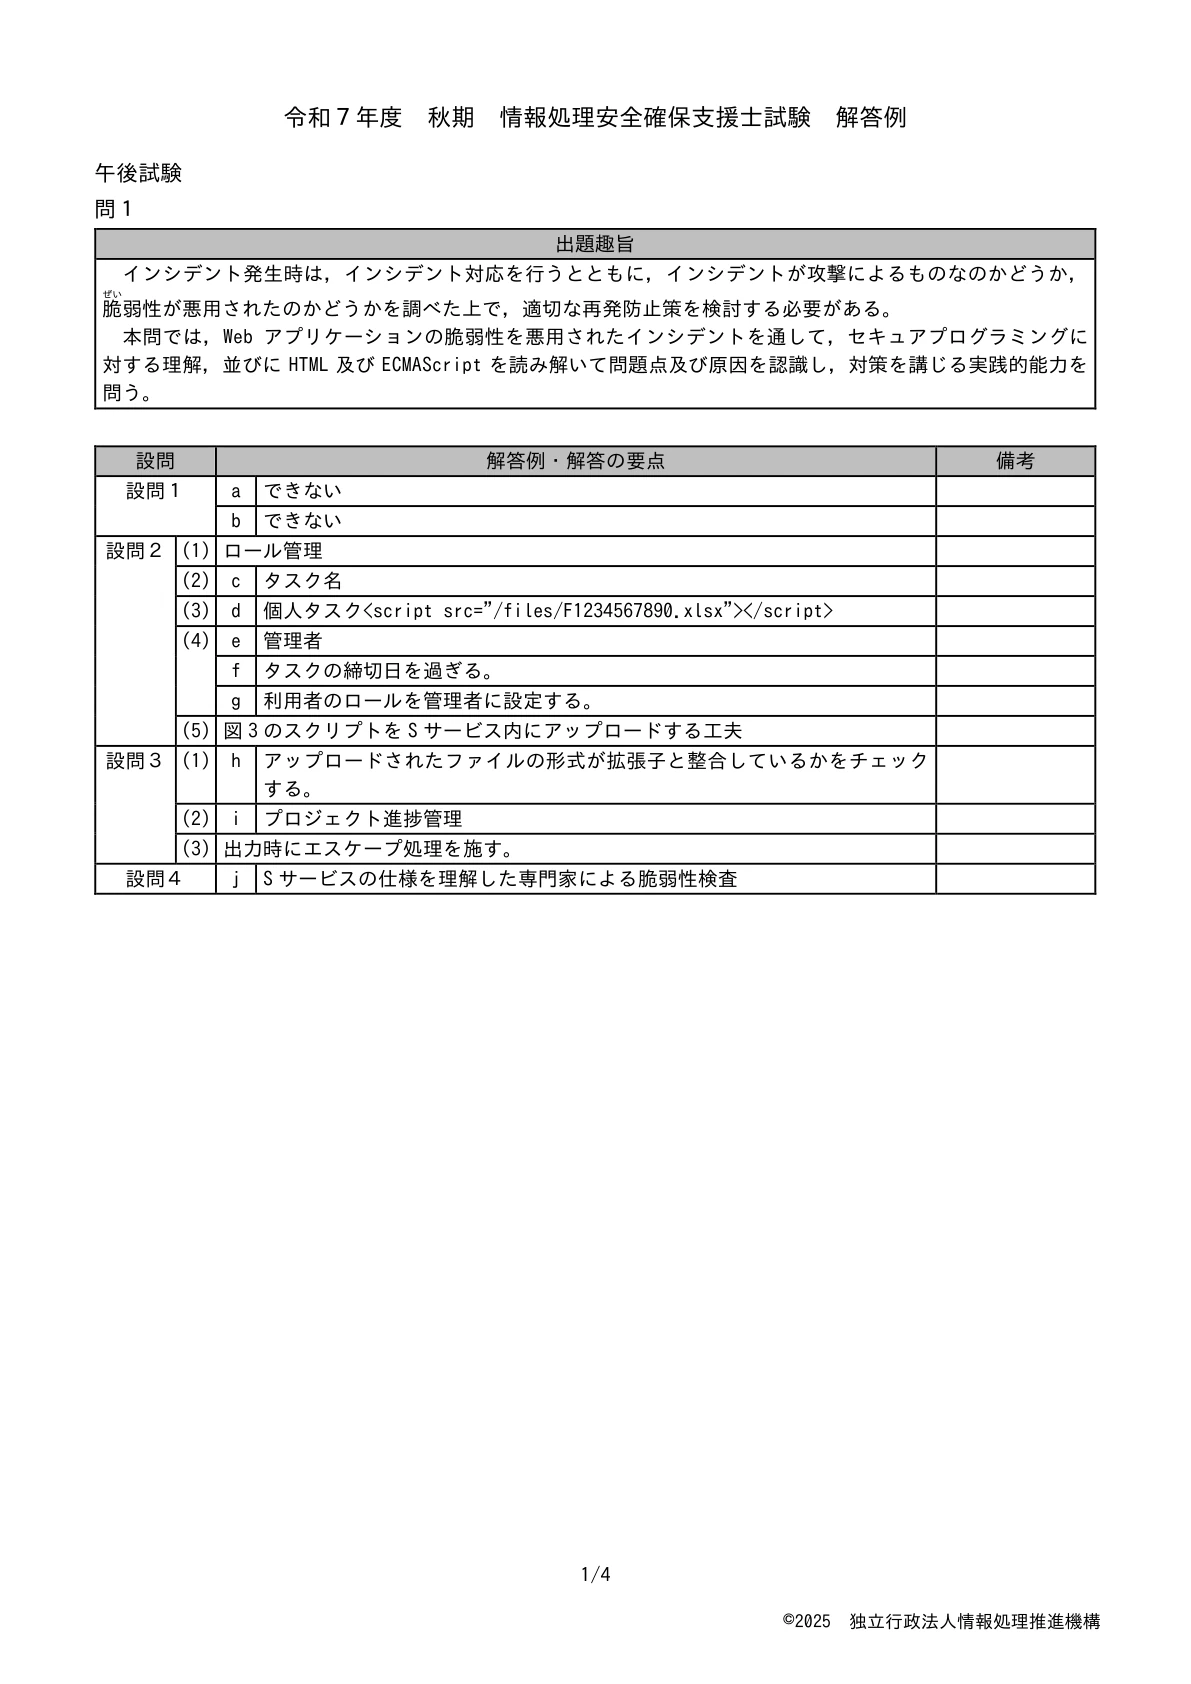 令和７年度　秋期　情報処理安全確保支援士試験　解答例
午後試験
問１
出題趣旨
　インシデント発生時は，インシデント対応を行うとともに，インシデントが攻撃によるものなのかどうか，
ぜい
脆弱性が悪用されたのかどうかを調べた上で，適切な再発防止策を検討する必要がある。
　本問では，Web アプリケーションの脆弱性を悪用されたインシデントを通して，セキュアプログラミングに
対する理解，並びに HTML 及び ECMAScript を読み解いて問題点及び原因を認識し，対策を講じる実践的能力を
問う。
設問 解答例・解答の要点 備考
設問１ a できない
b できない
設問２ (1) ロール管理
(2) c タスク名
(3) d 個人タスク<script src=”/files/F1234567890.xlsx”></script>
(4) e 管理者
f タスクの締切日を過ぎる。
g 利用者のロールを管理者に設定する。
(5) 図３のスクリプトをＳサービス内にアップロードする工夫
設問３ (1) h アップロードされたファイルの形式が拡張子と整合しているかをチェック
する。
(2) i プロジェクト進捗管理
(3) 出力時にエスケープ処理を施す。
設問４ j Ｓサービスの仕様を理解した専門家による脆弱性検査
1/4
©2025　独立行政法人情報処理推進機構